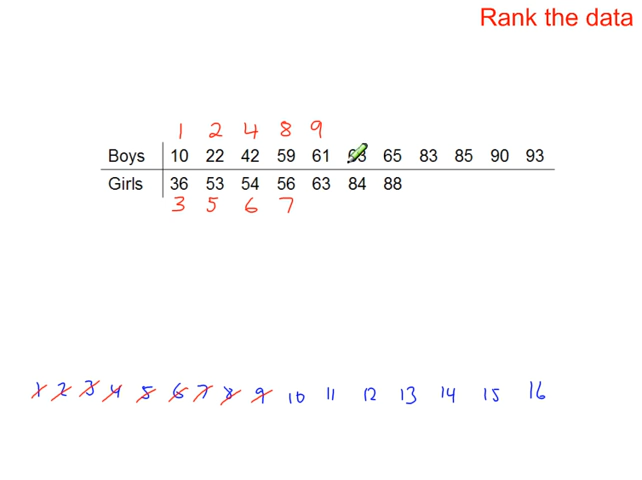 Rank the data
1 2 4 8 9
Boys 10 22 42 59 61 65 83 85 90 93
Girls 36 53 54 56 63 84 88
3 5 6 7
1 2 3 4 5 6 7 8 9 10 11 12 13 14 15 16